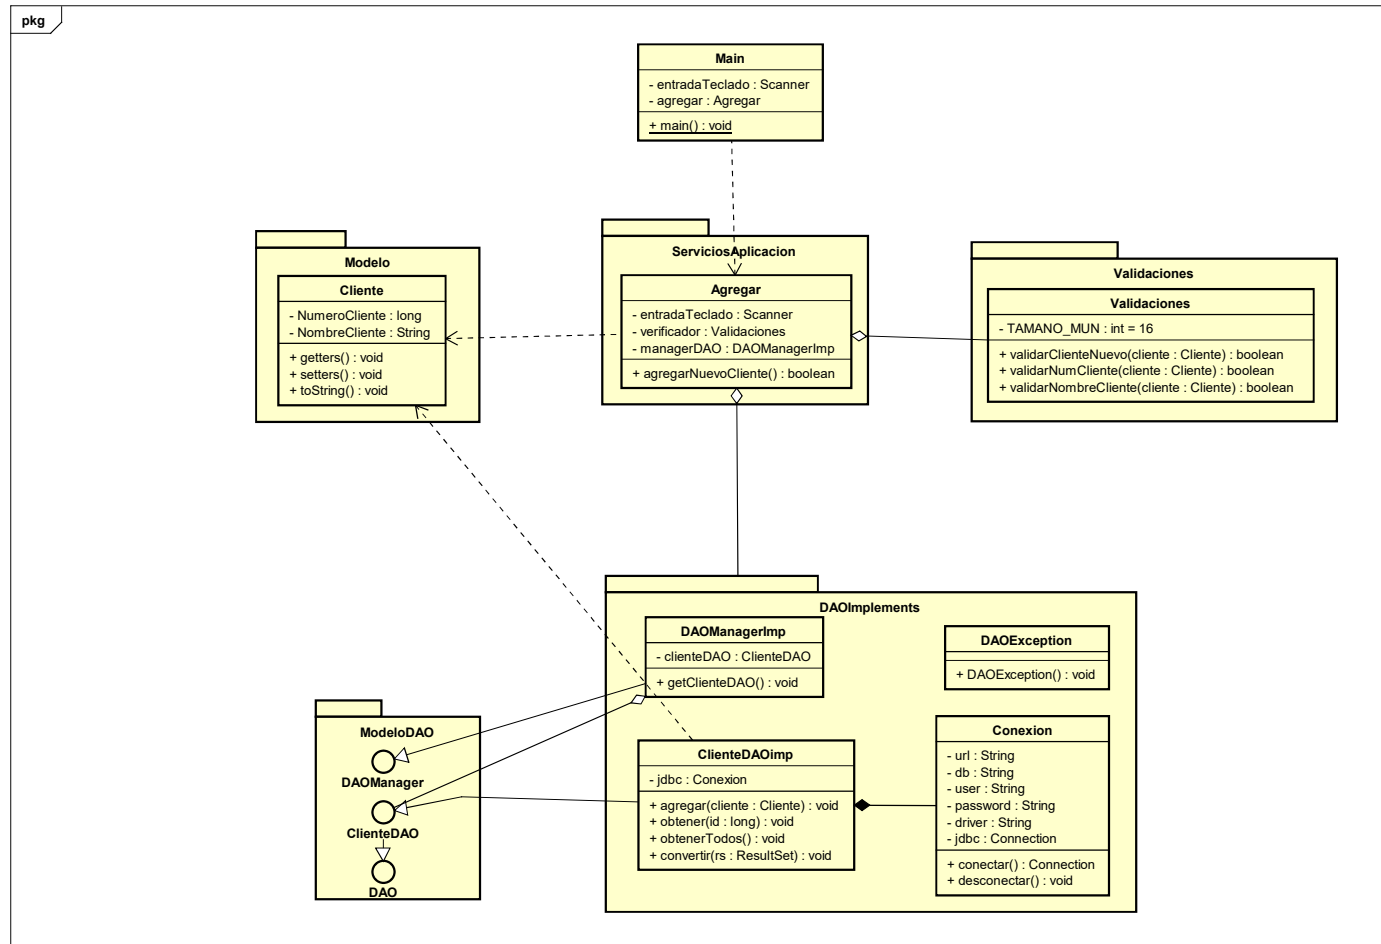 pkg
Main
- entradaTeclado : Scanner
- agregar : Agregar
+ main() : void
Modelo
Cliente
- NumeroCliente : long
- NombreCliente : String
+ getters() : void
+ setters() : void
+ toString() : void
ServiciosAplicacion
Agregar
- entradaTeclado : Scanner
- verificador : Validaciones
- managerDAO : DAOManagerImp
+ agregarNuevoCliente() : boolean
Validaciones
Validaciones
- TAMANO_MUN : int = 16
+ validarClienteNuevo(cliente : Cliente) : boolean
+ validarNumCliente(cliente : Cliente) : boolean
+ validarNombreCliente(cliente : Cliente) : boolean
DAOImplements
DAOManagerImp
- clienteDAO : ClienteDAO
+ getClienteDAO() : void
DAOException
+ DAOException() : void
ModeloDAO
DAOManager
ClienteDAO
DAO
ClienteDAOimp
- jdbc : Conexion
+ agregar(cliente : Cliente) : void
+ obtener(id : long) : void
+ obtenerTodos() : void
+ convertir(rs : ResultSet) : void
Conexion
- url : String
- db : String
- user : String
- password : String
- driver : String
- jdbc : Connection
+ conectar() : Connection
+ desconectar() : void